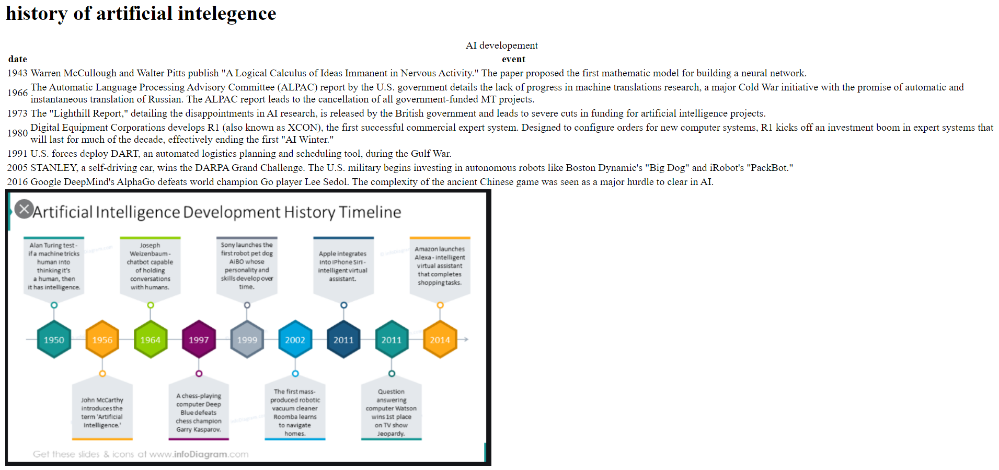 history of artificial intelegence
AI developement
date event
1943 Warren McCullough and Walter Pitts publish "A Logical Calculus of Ideas Immanent in Nervous Activity." The paper proposed the first mathematic model for building a neural network.
1966 The Automatic Language Processing Advisory Committee (ALPAC) report by the U.S. government details the lack of progress in machine translations research, a major Cold War initiative with the promise of automatic and
instantaneous translation of Russian. The ALPAC report leads to the cancellation of all government-funded MT projects.
1973 The "Lighthill Report," detailing the disappointments in AI research, is released by the British government and leads to severe cuts in funding for artificial intelligence projects.
1980 Digital Equipment Corporations develops R1 (also known as XCON), the first successful commercial expert system. Designed to configure orders for new computer systems, R1 kicks off an investment boom in expert systems that
will last for much of the decade, effectively ending the first "AI Winter."
1991 U.S. forces deploy DART, an automated logistics planning and scheduling tool, during the Gulf War.
2005 STANLEY, a self-driving car, wins the DARPA Grand Challenge. The U.S. military begins investing in autonomous robots like Boston Dynamic's "Big Dog" and iRobot's "PackBot."
2016 Google DeepMind's AlphaGo defeats world champion Go player Lee Sedol. The complexity of the ancient Chinese game was seen as a major hurdle to clear in AI.
Artificial Intelligence Development History Timeline
Alan Turing test -
if a machine tricks
human into
thinking it's
a human, then
it has intelligence.
Joseph
Weizenbaum -
chatbot capable
of holding
conversations
with humans.
Sony launches the
first robot pet dog
AiBO whose
personality and
skills develop over
time.
Apple integrates
into iPhone Siri -
intelligent virtual
assistant.
Amazon launches
Alexa - intelligent
virtual assistant
that completes
shopping tasks.
1950 1956 1964 1997 1999 2002 2011 2011 2014
John McCarthy
introduces the
term 'Artificial
Intelligence.'
A chess-playing
computer Deep
Blue defeats
chess champion
Garry Kasparov.
The first mass-
produced robotic
vacuum cleaner
Roomba learns
to navigate
homes.
Question
answering
computer Watson
wins 1st place
on TV show
Jeopardy.
Get these slides & icons at www.infoDiagram.com